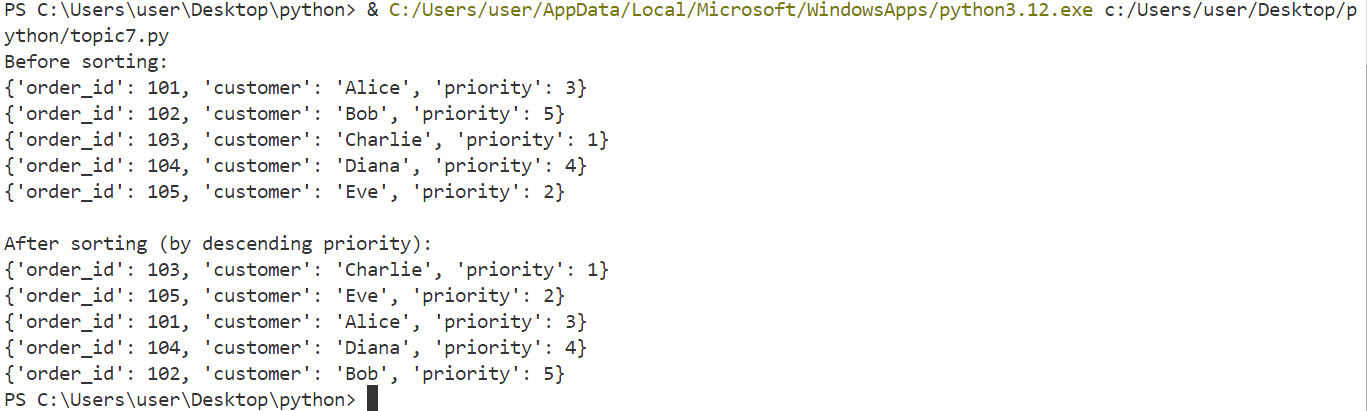 PS C:\Users\user\Desktop\python> & C:/Users/user/AppData/Local/Microsoft/WindowsApps/python3.12.exe c:/Users/user/Desktop/p
ython/topic7.py
Before sorting:
{'order_id': 101, 'customer': 'Alice', 'priority': 3}
{'order_id': 102, 'customer': 'Bob', 'priority': 5}
{'order_id': 103, 'customer': 'Charlie', 'priority': 1}
{'order_id': 104, 'customer': 'Diana', 'priority': 4}
{'order_id': 105, 'customer': 'Eve', 'priority': 2}

After sorting (by descending priority):
{'order_id': 103, 'customer': 'Charlie', 'priority': 1}
{'order_id': 105, 'customer': 'Eve', 'priority': 2}
{'order_id': 101, 'customer': 'Alice', 'priority': 3}
{'order_id': 104, 'customer': 'Diana', 'priority': 4}
{'order_id': 102, 'customer': 'Bob', 'priority': 5}
PS C:\Users\user\Desktop\python>